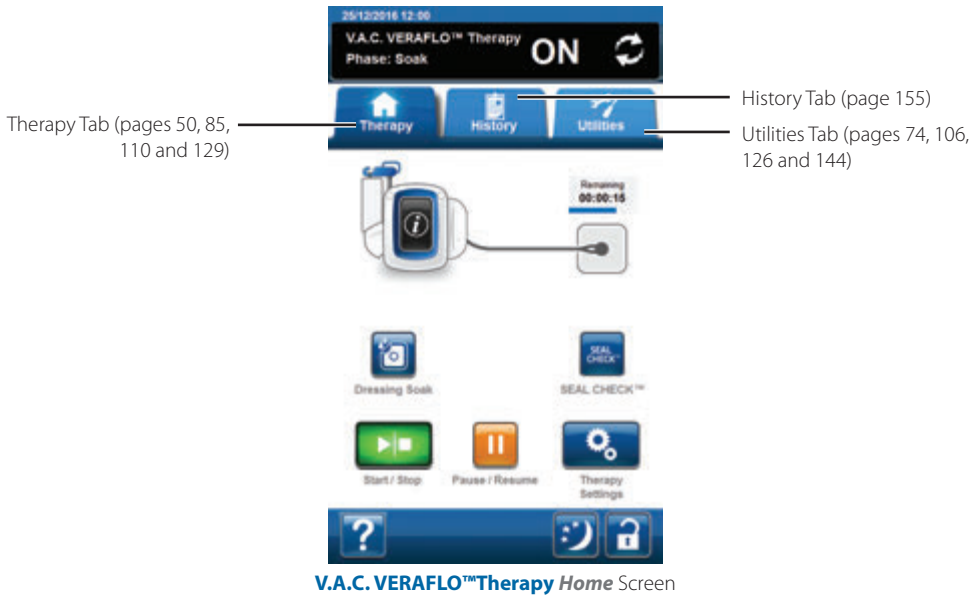 25/12/2016 12:00
V.A.C. VERAFLO™ Therapy
Phase: Soak
ON
Therapy
History
Utilities
History Tab (page 155)
Therapy Tab (pages 50, 85,
110 and 129)
Utilities Tab (pages 74, 106,
126 and 144)
Remaining
00:00:15
i
SEAL
CHECK™
Dressing Soak
SEAL CHECK™
Start / Stop
Pause / Resume
Therapy
Settings
?
V.A.C. VERAFLO™Therapy Home Screen